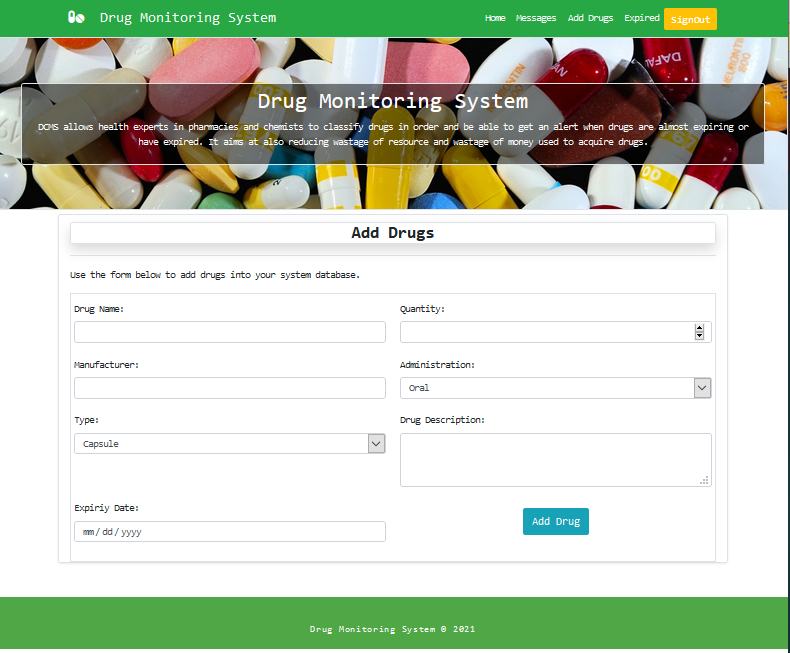 Drug Monitoring System
Home Messages Add Drugs Expired SignOut
NEURONTIN
800
DAFA
Drug Monitoring System
DCMS allows health experts in pharmacies and chemists to classify drugs in order and be able to get an alert when drugs are almost expiring or
have expired. It aims at also reducing wastage of resource and wastage of money used to acquire drugs.
Add Drugs
Use the form below to add drugs into your system database.
Drug Name:
Quantity:
Manufacturer:
Administration:
Oral
Type:
Capsule
Drug Description:
Expiriy Date:
mm/dd/yyyy
Add Drug
Drug Monitoring System © 2021